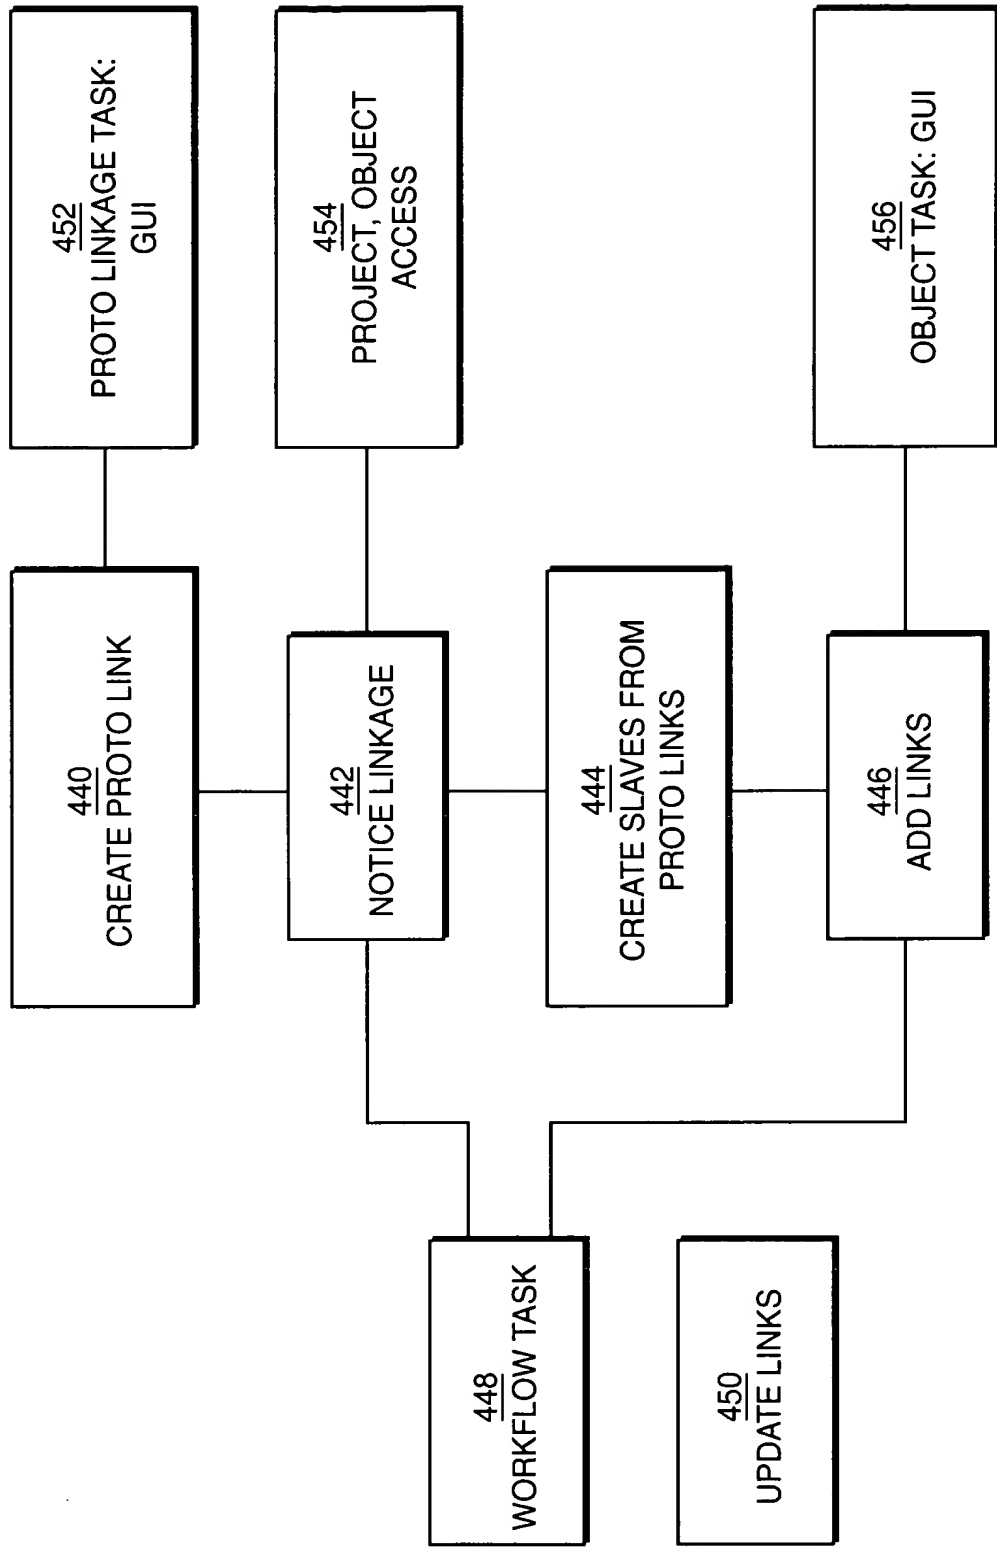 452
PROTO LINKAGE TASK:
GUI
454
PROJECT, OBJECT
ACCESS
456
OBJECT TASK: GUI
440
CREATE PROTO LINK
442
NOTICE LINKAGE
444
CREATE SLAVES FROM
PROTO LINKS
446
ADD LINKS
448
WORKFLOW TASK
450
UPDATE LINKS